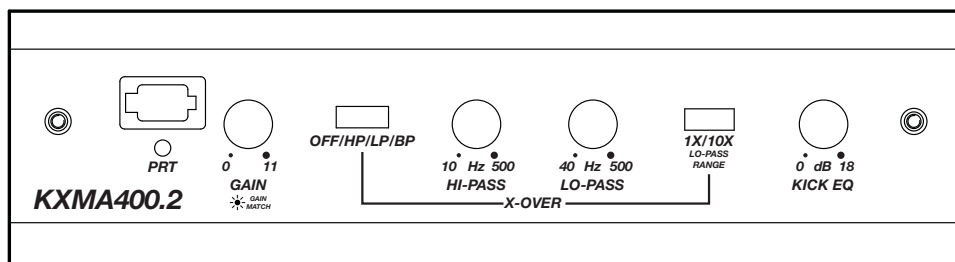 OFF/HP/LP/BP
1X/10X
LO-PASS
RANGE
PRT
0 11
10 Hz 500
40 Hz 500
0 dB 18
GAIN
HI-PASS
LO-PASS
KICK EQ
GAIN
MATCH
KXMA400.2
X-OVER